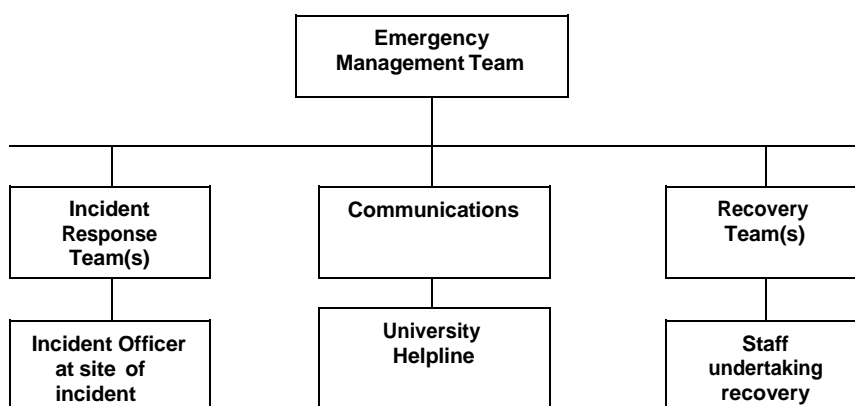 Emergency
Management Team
Incident
Response
Team(s)
Communications
Recovery
Team(s)
Incident Officer
at site of
incident
University
Helpline
Staff
undertaking
recovery